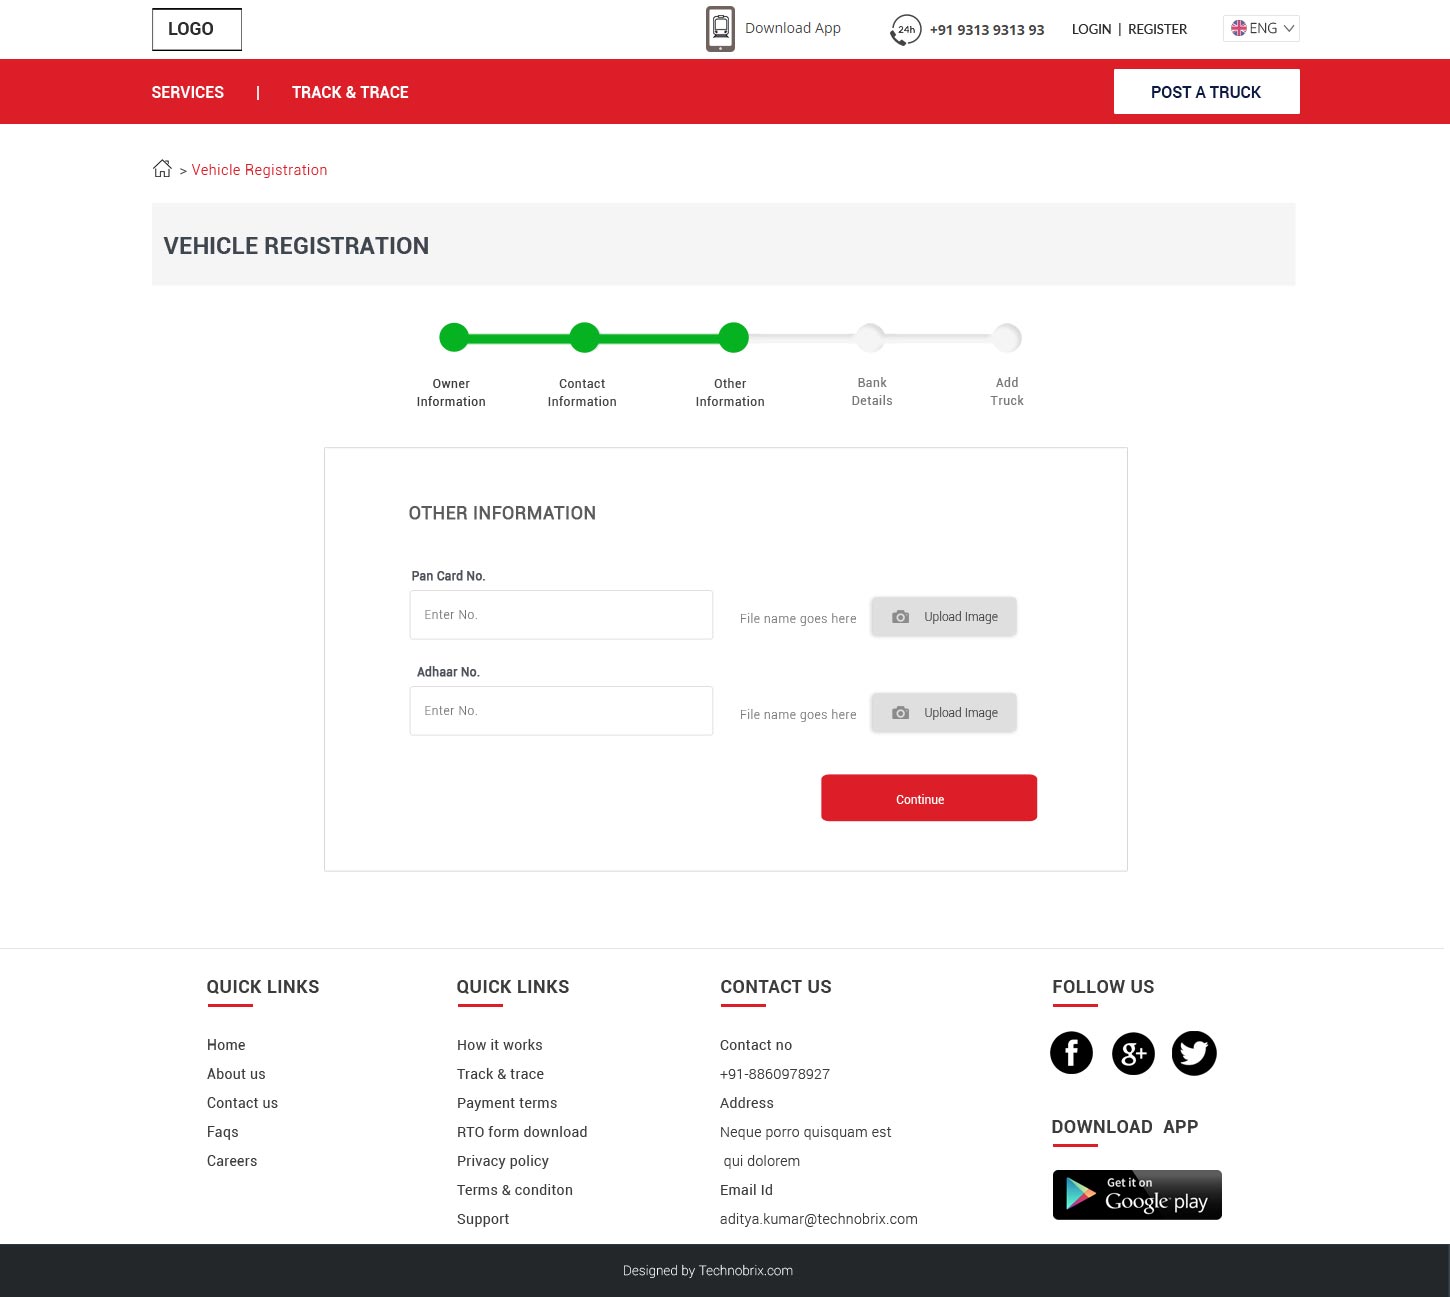 LOGO
Download App
24h
+91 9313 9313 93
LOGIN | REGISTER
ENG
SERVICES | TRACK & TRACE
POST A TRUCK
> Vehicle Registration
VEHICLE REGISTRATION
Owner
Information
Contact
Information
Other
Information
Bank
Details
Add
Truck
OTHER INFORMATION
Pan Card No.
Enter No.
File name goes here
Upload Image
Adhaar No.
Enter No.
File name goes here
Upload Image
Continue
QUICK LINKS
Home
About us
Contact us
Faqs
Careers
QUICK LINKS
How it works
Track & trace
Payment terms
RTO form download
Privacy policy
Terms & conditon
Support
CONTACT US
Contact no
+91-8860978927
Address
Neque porro quisquam est
qui dolorem
Email Id
aditya.kumar@technobrix.com
FOLLOW US
f
g+
DOWNLOAD APP
Get it on
Google play
Designed by Technobrix.com